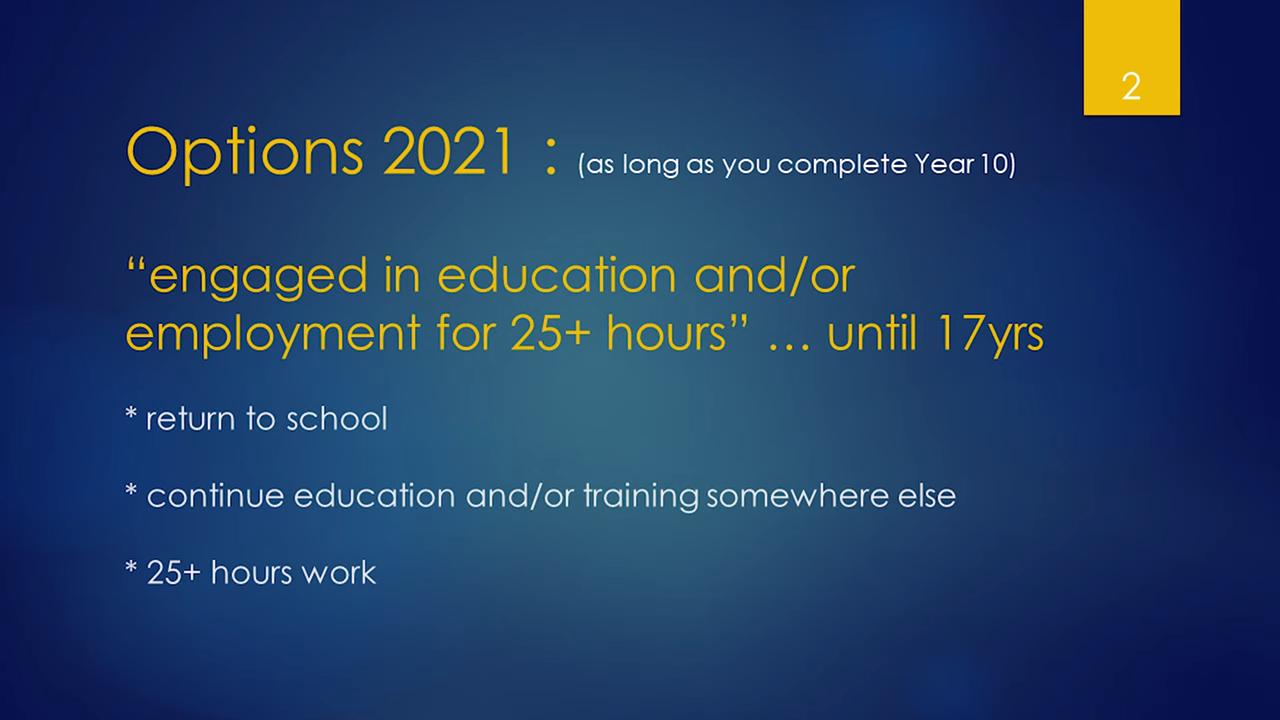 2
Options 2021 : (as long as you complete Year 10)
“engaged in education and/or
employment for 25+ hours” … until 17yrs
* return to school
* continue education and/or training somewhere else
* 25+ hours work